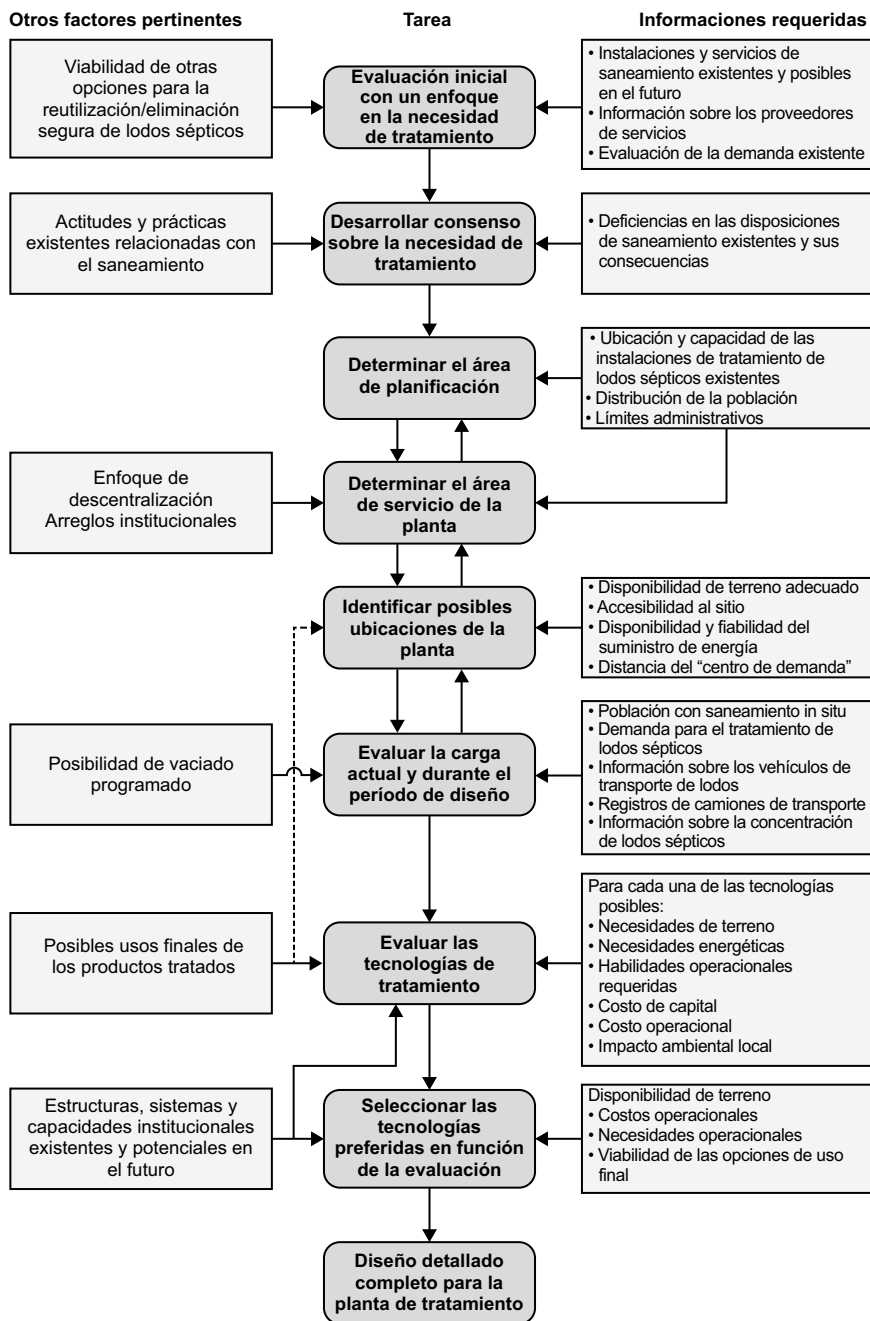 Otros factores pertinentes
Tarea
Informaciones requeridas
Viabilidad de otras
opciones para la
reutilización/eliminación
segura de lodos sépticos
Evaluación inicial
con un enfoque
en la necesidad
de tratamiento
• Instalaciones y servicios de
saneamiento existentes y posibles
en el futuro
• Información sobre los proveedores
de servicios
• Evaluación de la demanda existente
Actitudes y prácticas
existentes relacionadas con
el saneamiento
Desarrollar consenso
sobre la necesidad de
tratamiento
• Deficiencias en las disposiciones
de saneamiento existentes y sus
consecuencias
Determinar el área
de planificación
• Ubicación y capacidad de las
instalaciones de tratamiento de
lodos sépticos existentes
• Distribución de la población
• Límites administrativos
Enfoque de
descentralización
Arreglos institucionales
Determinar el área
de servicio de la
planta
Identificar posibles
ubicaciones de la
planta
• Disponibilidad de terreno adecuado
• Accesibilidad al sitio
• Disponibilidad y fiabilidad del
suministro de energía
• Distancia del “centro de demanda”
Posibilidad de vaciado
programado
Evaluar la carga
actual y durante el
período de diseño
• Población con saneamiento in situ
• Demanda para el tratamiento de
lodos sépticos
• Información sobre los vehículos de
transporte de lodos
• Registros de camiones de transporte
• Información sobre la concentración
de lodos sépticos
Posibles usos finales de
los productos tratados
Evaluar las
tecnologías de
tratamiento
Para cada una de las tecnologías
posibles:
• Necesidades de terreno
• Necesidades energéticas
• Habilidades operacionales
requeridas
• Costo de capital
• Costo operacional
• Impacto ambiental local
Estructuras, sistemas y
capacidades institucionales
existentes y potenciales en
el futuro
Seleccionar las
tecnologías
preferidas en función
de la evaluación
Disponibilidad de terreno
• Costos operacionales
• Necesidades operacionales
• Viabilidad de las opciones de uso
final
Diseño detallado
completo para la
planta de tratamiento